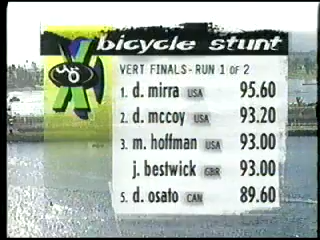 bicycle stunt
VERT FINALS - RUN 1 OF 2
1. d. mirra USA 95.60
2. d. mccoy USA 93.20
3. m. hoffman USA 93.00
j. bestwick GBR 93.00
5. d. osato CAN 89.60